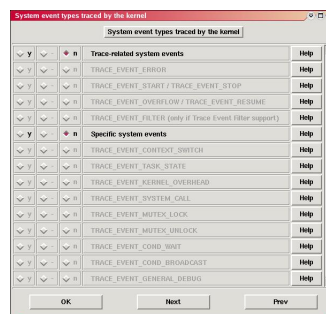 System event types traced by the kernel
System event types traced by the kernel
y - n Trace-related system events Help
y - n TRACE_EVENT_ERROR Help
y - n TRACE_EVENT_START / TRACE_EVENT_STOP Help
y - n TRACE_EVENT_OVERFLOW / TRACE_EVENT_RESUME Help
y - n TRACE_EVENT_FILTER (only if Trace Event Filter support) Help
y - n Specific system events Help
y - n TRACE_EVENT_CONTEXT_SWITCH Help
y - n TRACE_EVENT_TASK_STATE Help
y - n TRACE_EVENT_KERNEL_OVERHEAD Help
y - n TRACE_EVENT_SYSTEM_CALL Help
y - n TRACE_EVENT_MUTEX_LOCK Help
y - n TRACE_EVENT_MUTEX_UNLOCK Help
y - n TRACE_EVENT_COND_WAIT Help
y - n TRACE_EVENT_COND_BROADCAST Help
y - n TRACE_EVENT_GENERAL_DEBUG Help
OK Next Prev